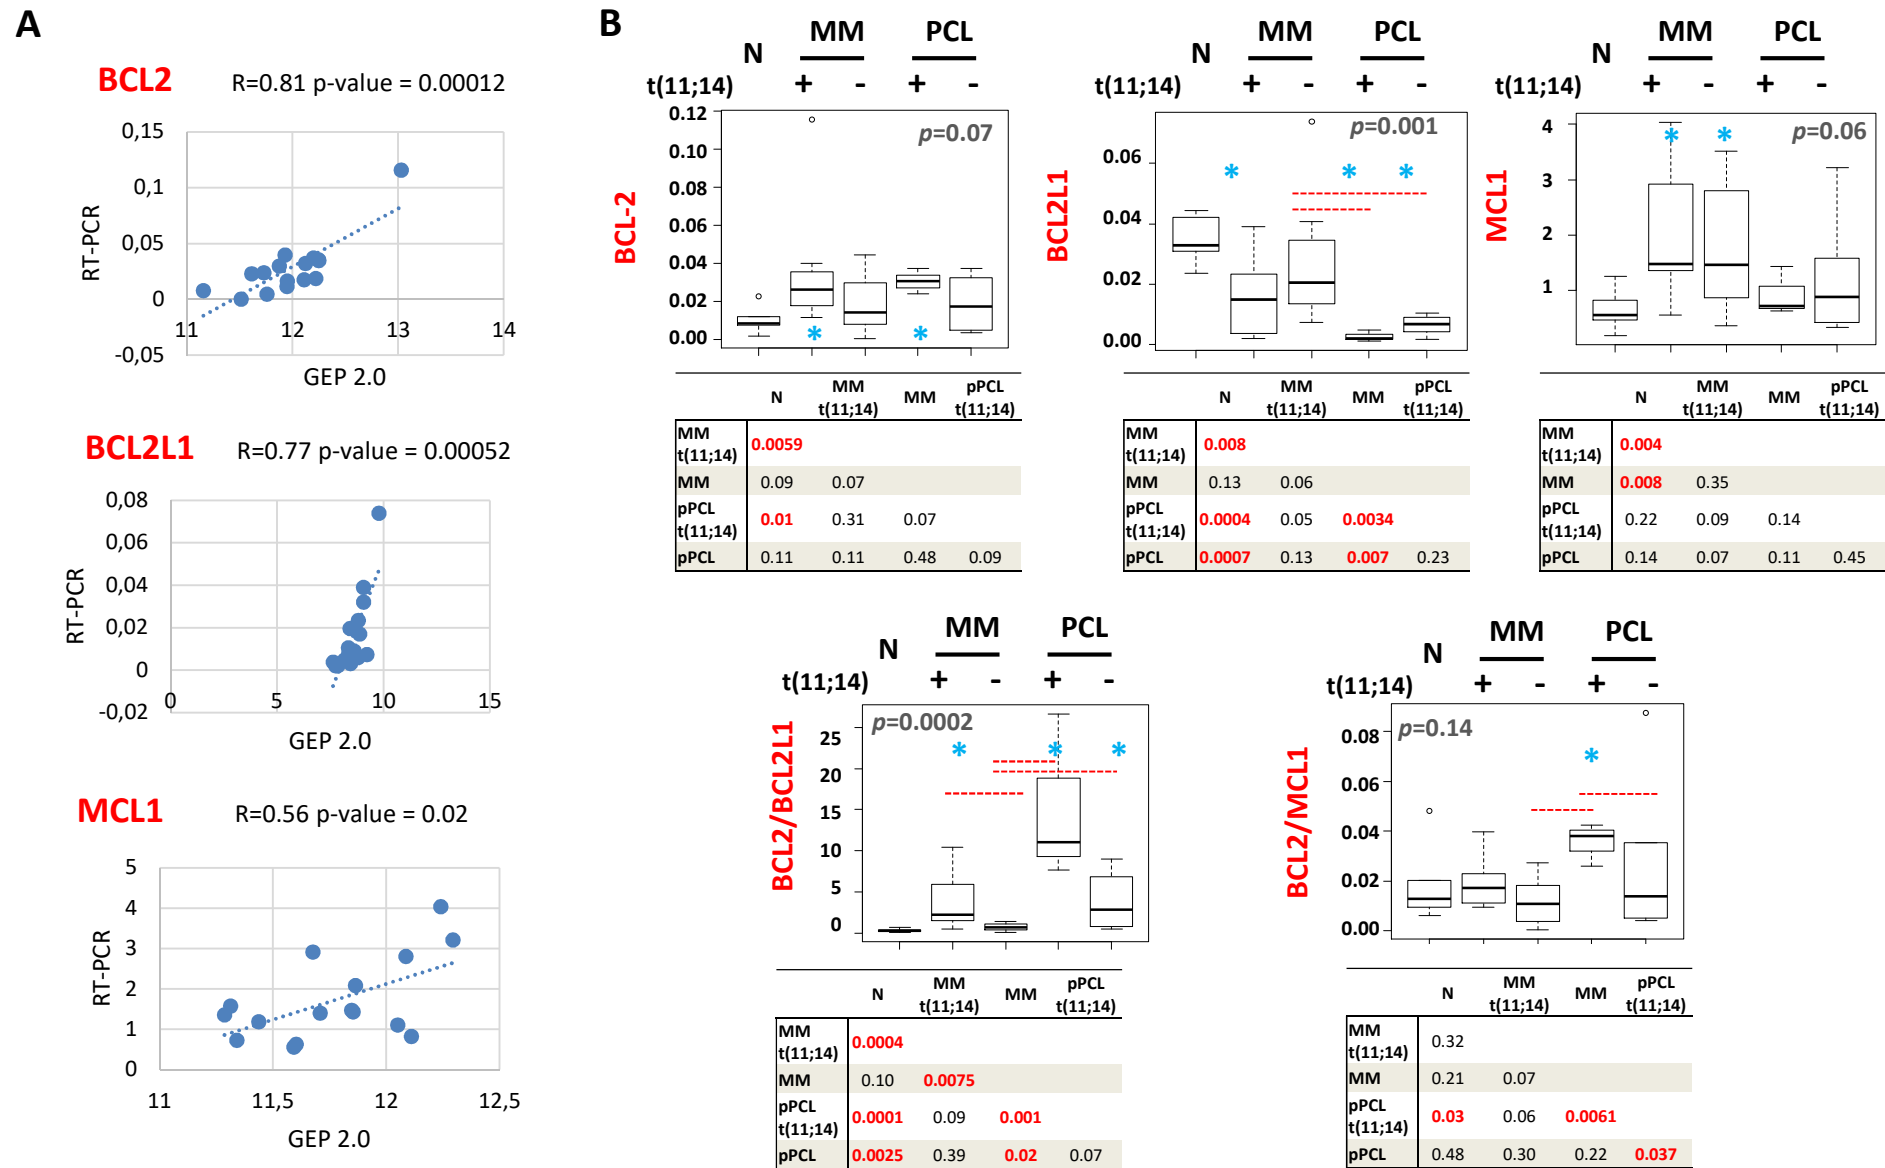 A
BCL2 R=0.81 p-value = 0.00012
0,15
0,1
0,05
0
-0,05
11 12 13 14
RT-PCR
GEP 2.0
BCL2L1 R=0.77 p-value = 0.00052
0,08
0,06
0,04
0,02
0
-0,02
0 5 10 15
RT-PCR
GEP 2.0
MCL1 R=0.56 p-value = 0.02
5
4
3
2
1
0
11 11,5 12 12,5
RT-PCR
GEP 2.0
B
N MM PCL
t(11;14) + - + -
p=0.07
BCL-2
0.12
0.10
0.08
0.06
0.04
0.02
0.00
* *
N MM t(11;14) MM pPCL t(11;14)
MM t(11;14) 0.0059
MM 0.09 0.07
pPCL t(11;14) 0.01 0.31 0.07
pPCL 0.11 0.11 0.48 0.09
N MM PCL
t(11;14) + - + -
p=0.001
BCL2L1
0.06
0.04
0.02
0.00
* * *
N MM t(11;14) MM pPCL t(11;14)
MM t(11;14) 0.008
MM 0.13 0.06
pPCL t(11;14) 0.0004 0.05 0.0034
pPCL 0.0007 0.13 0.007 0.23
N MM PCL
t(11;14) + - + -
p=0.06
MCL1
4
3
2
1
* *
N MM t(11;14) MM pPCL t(11;14)
MM t(11;14) 0.004
MM 0.008 0.35
pPCL t(11;14) 0.22 0.09 0.14
pPCL 0.14 0.07 0.11 0.45
N MM PCL
t(11;14) + - + -
p=0.0002
BCL2/BCL2L1
25
20
15
10
5
0
* * *
N MM t(11;14) MM pPCL t(11;14)
MM t(11;14) 0.0004
MM 0.10 0.0075
pPCL t(11;14) 0.0001 0.09 0.001
pPCL 0.0025 0.39 0.02 0.07
N MM PCL
t(11;14) + - + -
p=0.14
BCL2/MCL1
0.08
0.06
0.04
0.02
0.00
*
N MM t(11;14) MM pPCL t(11;14)
MM t(11;14) 0.32
MM 0.21 0.07
pPCL t(11;14) 0.03 0.06 0.0061
pPCL 0.48 0.30 0.22 0.037